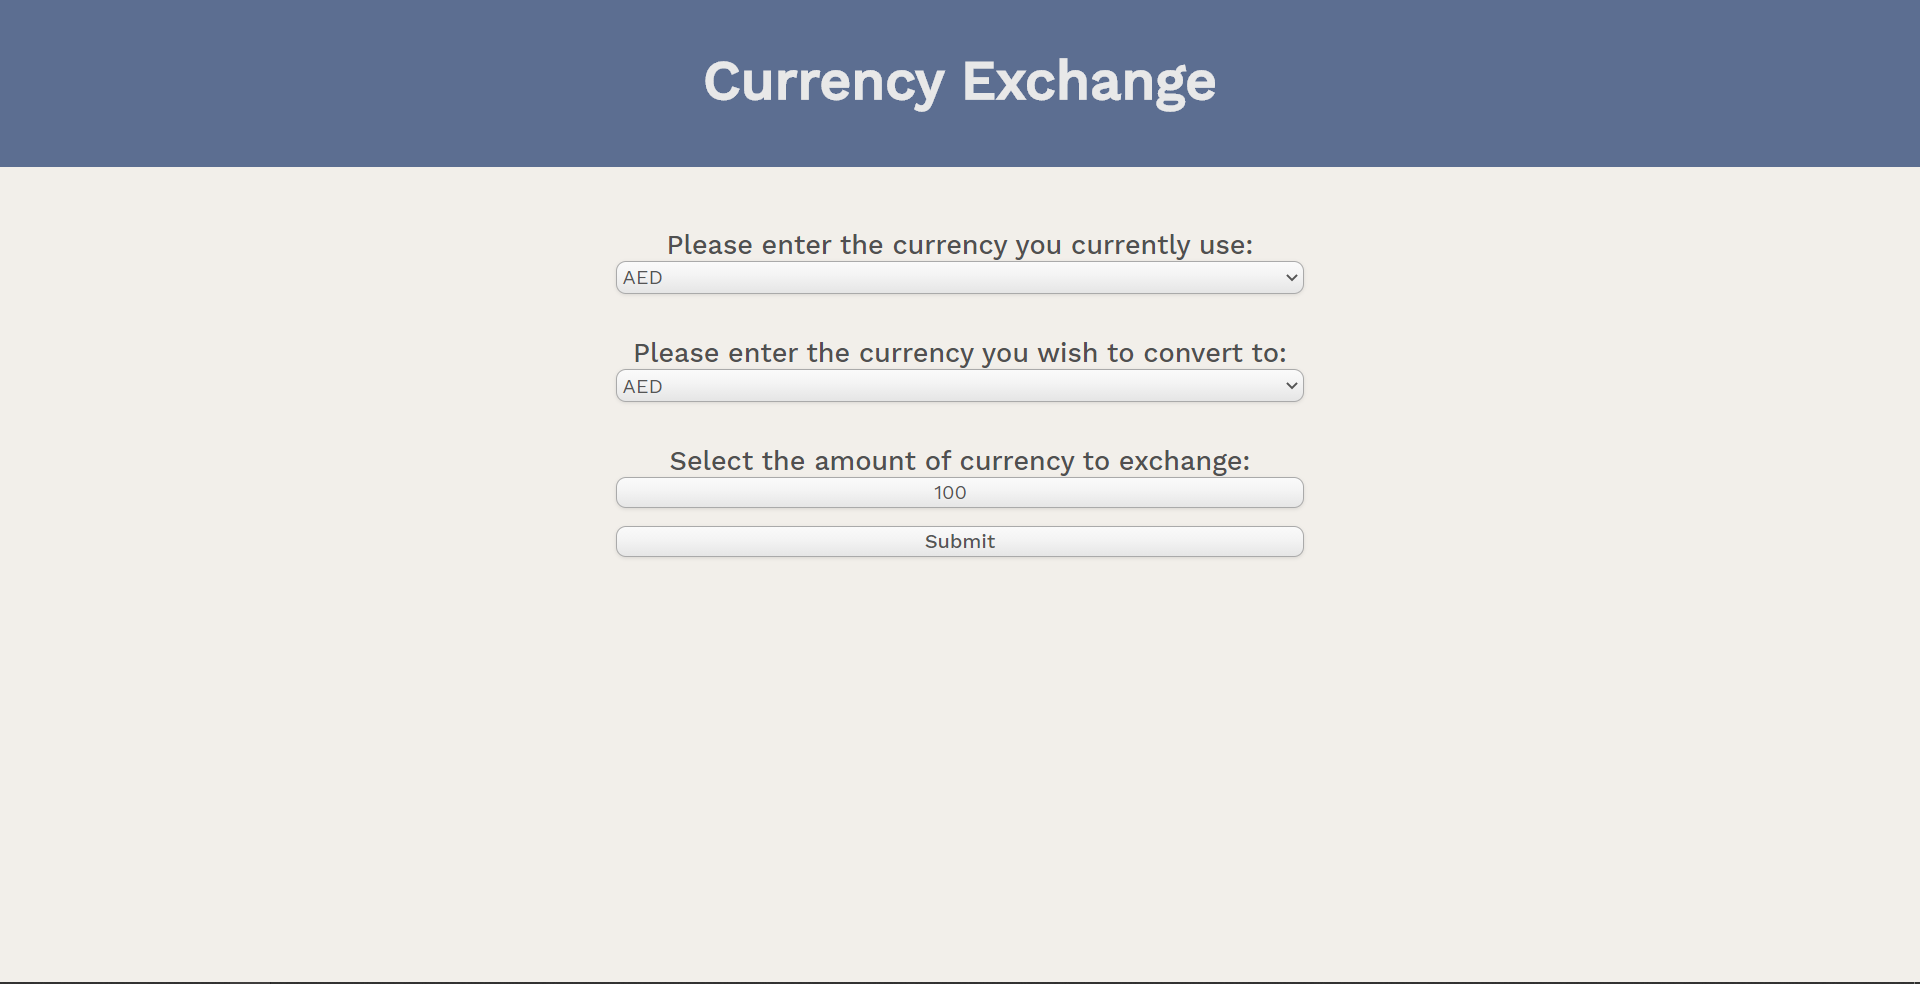 Currency Exchange
Please enter the currency you currently use:
AED
Please enter the currency you wish to convert to:
AED
Select the amount of currency to exchange:
100
Submit